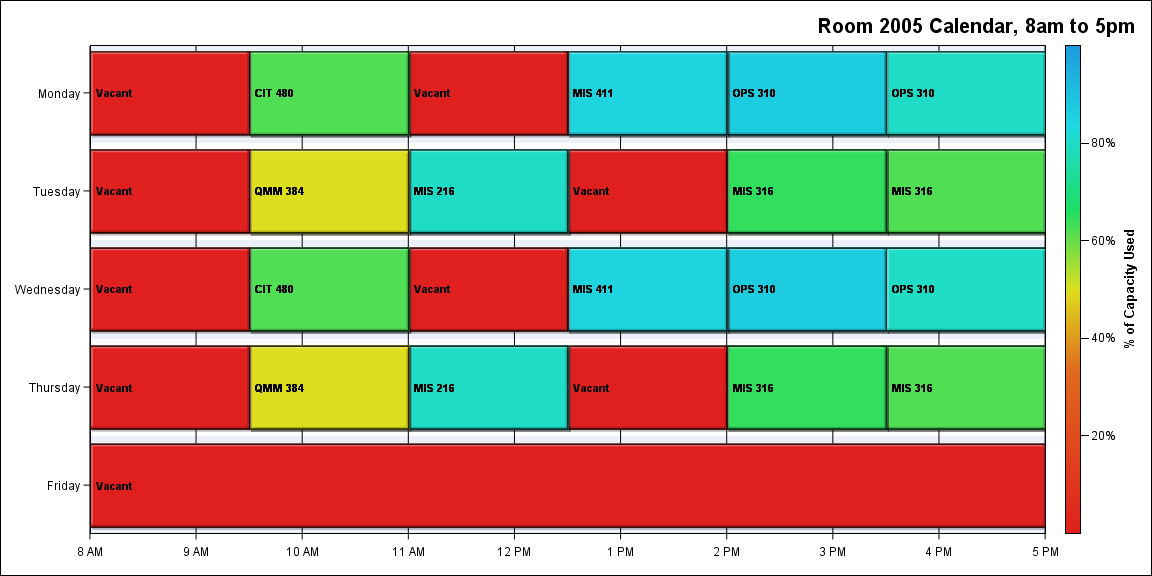 Room 2005 Calendar, 8am to 5pm
Monday
Vacant
CIT 480
Vacant
MIS 411
OPS 310
OPS 310
Tuesday
Vacant
QMM 384
MIS 216
Vacant
MIS 316
MIS 316
Wednesday
Vacant
CIT 480
Vacant
MIS 411
OPS 310
OPS 310
Thursday
Vacant
QMM 384
MIS 216
Vacant
MIS 316
MIS 316
Friday
Vacant
8 AM
9 AM
10 AM
11 AM
12 PM
1 PM
2 PM
3 PM
4 PM
5 PM
80%
60%
40%
20%
% of Capacity Used